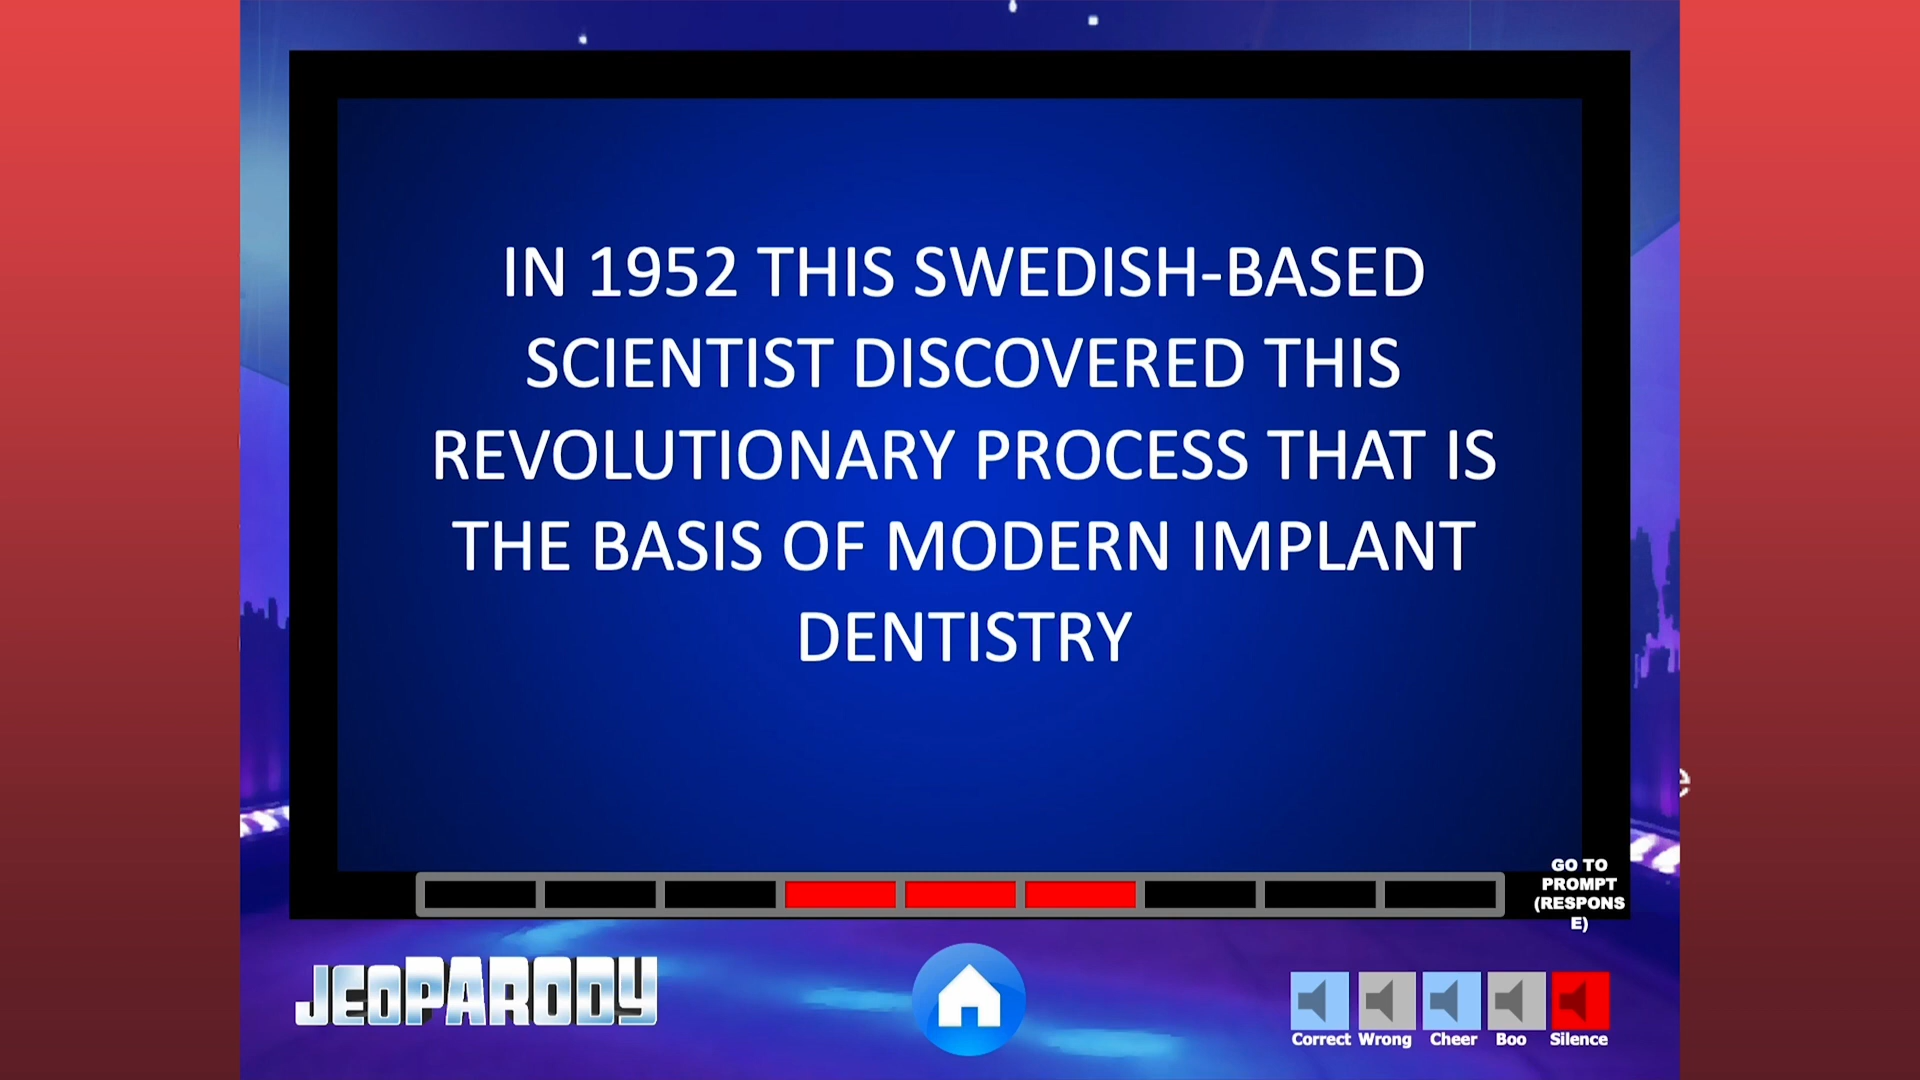 IN 1952 THIS SWEDISH-BASED
SCIENTIST DISCOVERED THIS
REVOLUTIONARY PROCESS THAT IS
THE BASIS OF MODERN IMPLANT
DENTISTRY
GO TO
PROMPT
(RESPONS
E)
JEOPARODY
Correct Wrong Cheer Boo Silence